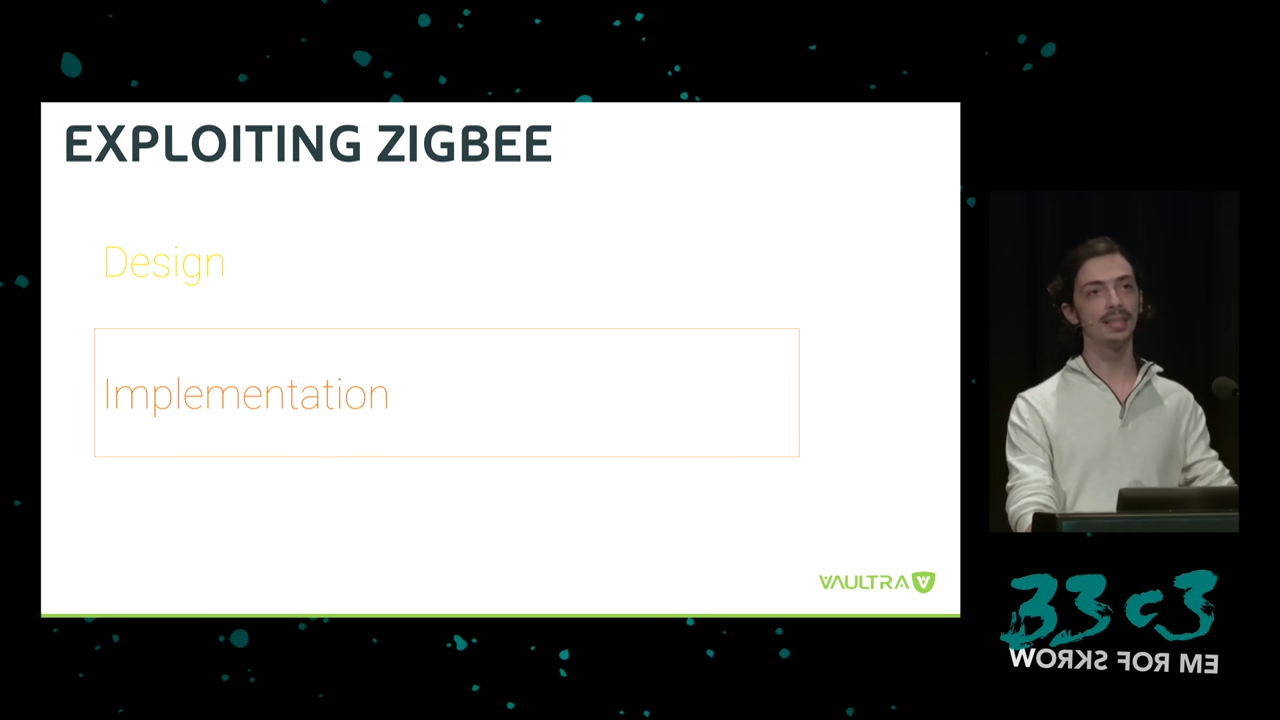 EXPLOITING ZIGBEE
Design
Implementation
VAULTRA
33c3
WORKS FOR ME